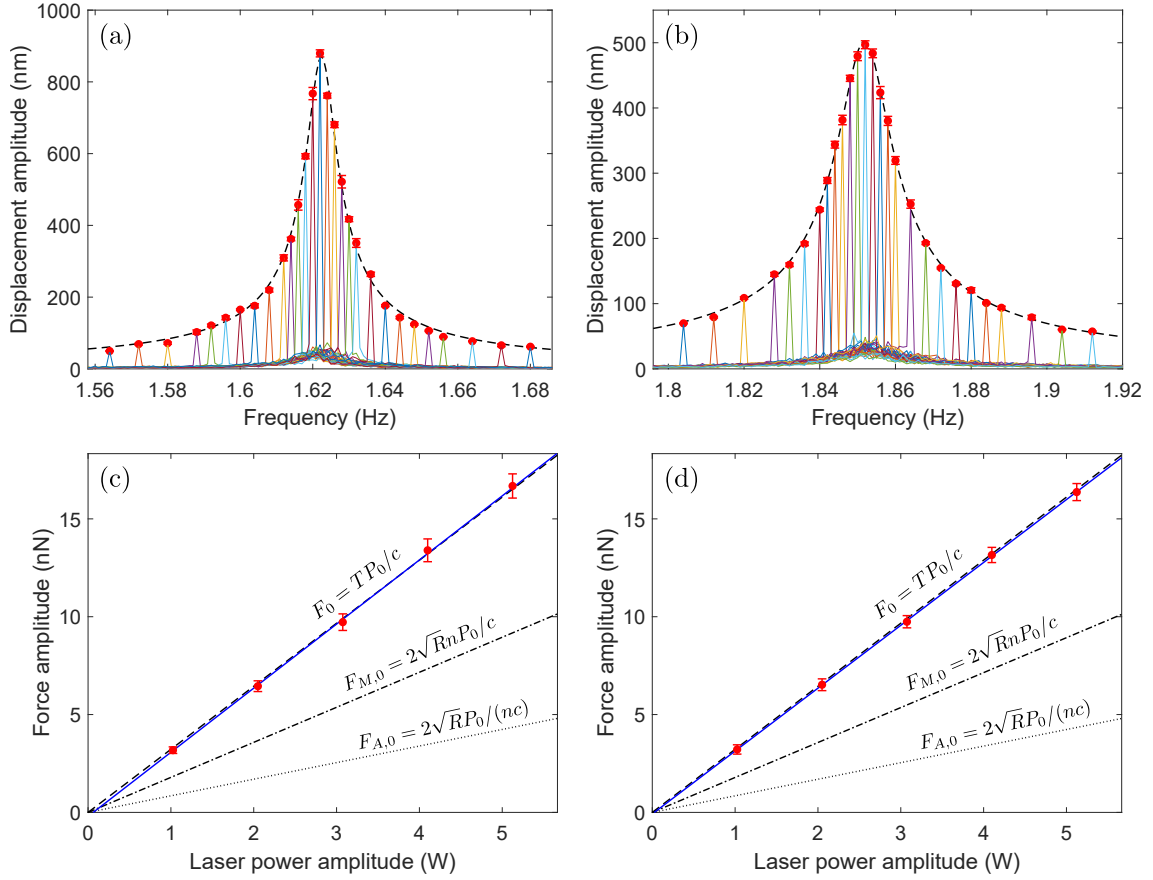 (a)
1000
800
600
400
200
0
Displacement amplitude (nm)
1.56 1.58 1.6 1.62 1.64 1.66 1.68
Frequency (Hz)
(b)
500
400
300
200
100
0
Displacement amplitude (nm)
1.8 1.82 1.84 1.86 1.88 1.9 1.92
Frequency (Hz)
(c)
15
10
5
0
Force amplitude (nN)
F₀ = TP₀/c
F_{M,0} = 2√RnP₀/c
F_{A,0} = 2√RP₀/(nc)
0 1 2 3 4 5
Laser power amplitude (W)
(d)
15
10
5
0
Force amplitude (nN)
F₀ = TP₀/c
F_{M,0} = 2√RnP₀/c
F_{A,0} = 2√RP₀/(nc)
0 1 2 3 4 5
Laser power amplitude (W)